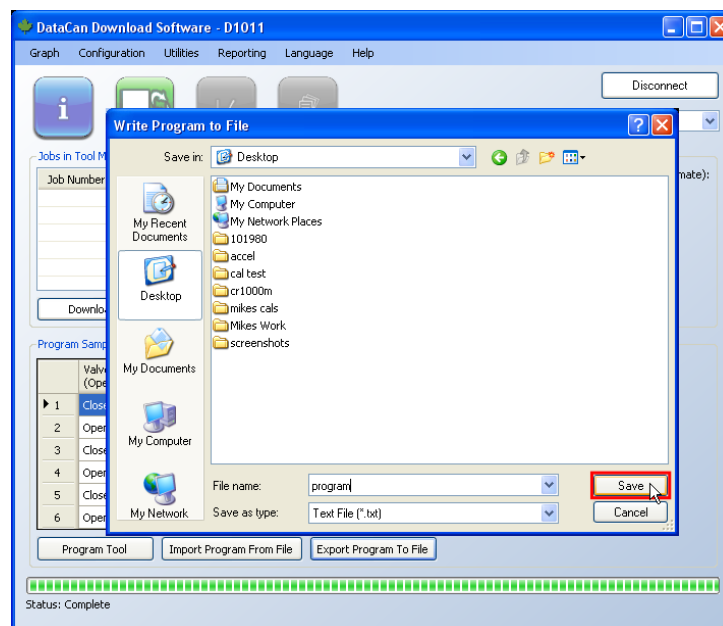 DataCan Download Software - D1011
Graph Configuration Utilities Reporting Language Help
i
Disconnect
Write Program to File
Jobs in Tool M
Save in: Desktop
mate):
Job Number
My Documents
My Computer
My Network Places
101980
accel
cal test
cr1000m
mikes cals
Mikes Work
screenshots
My Recent
Documents
Desktop
My Documents
My Computer
My Network
Downlo
Program Samp
Valv
(Ope
1 Close
2 Oper
3 Close
4 Oper
5 Close
6 Oper
File name: program Save
Save as type: Text File (*.txt) Cancel
Program Tool Import Program From File Export Program To File
Status: Complete